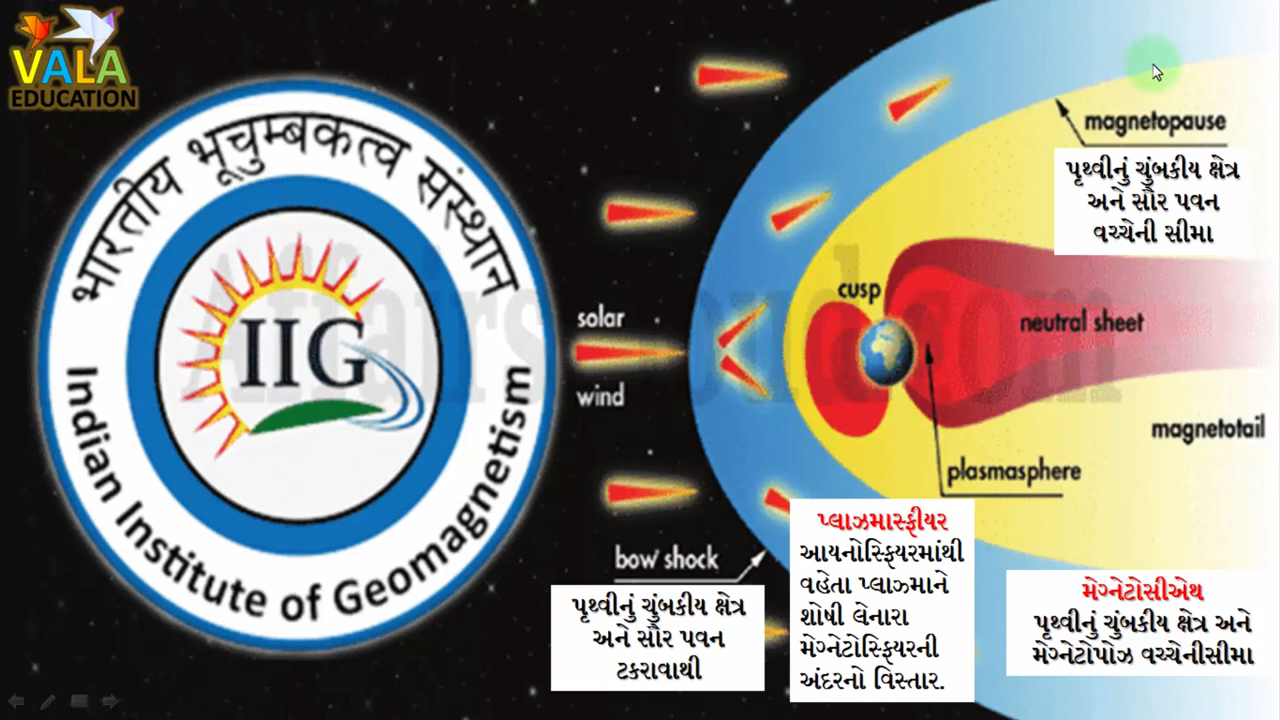 VALA
EDUCATION
भारतीय भूचुम्बकत्व संस्थान
IIG
Indian Institute of Geomagnetism
magnetopause
પૃથ્વીનું ચુંબકીય ક્ષેત્ર
અને સૌર પવન
વચ્ચેની સીમા
cusp
solar
wind
neutral sheet
magnetotail
plasmasphere
bow shock
પૃથ્વીનું ચુંબકીય ક્ષેત્ર
અને સૌર પવન
ટકરાવાથી
પ્લાઝમાસ્ફીયર
આયનોસ્ફિયરમાંથી
વહેતા પ્લાઝમાને
શોષી લેનારા
મેગ્નેટોસ્ફિયરની
અંદરનો વિસ્તાર.
મેગ્નેટોસીએથ
પૃથ્વીનું ચુંબકીય ક્ષેત્ર અને
મેગ્નેટોપોઝ વચ્ચેનીસીમા